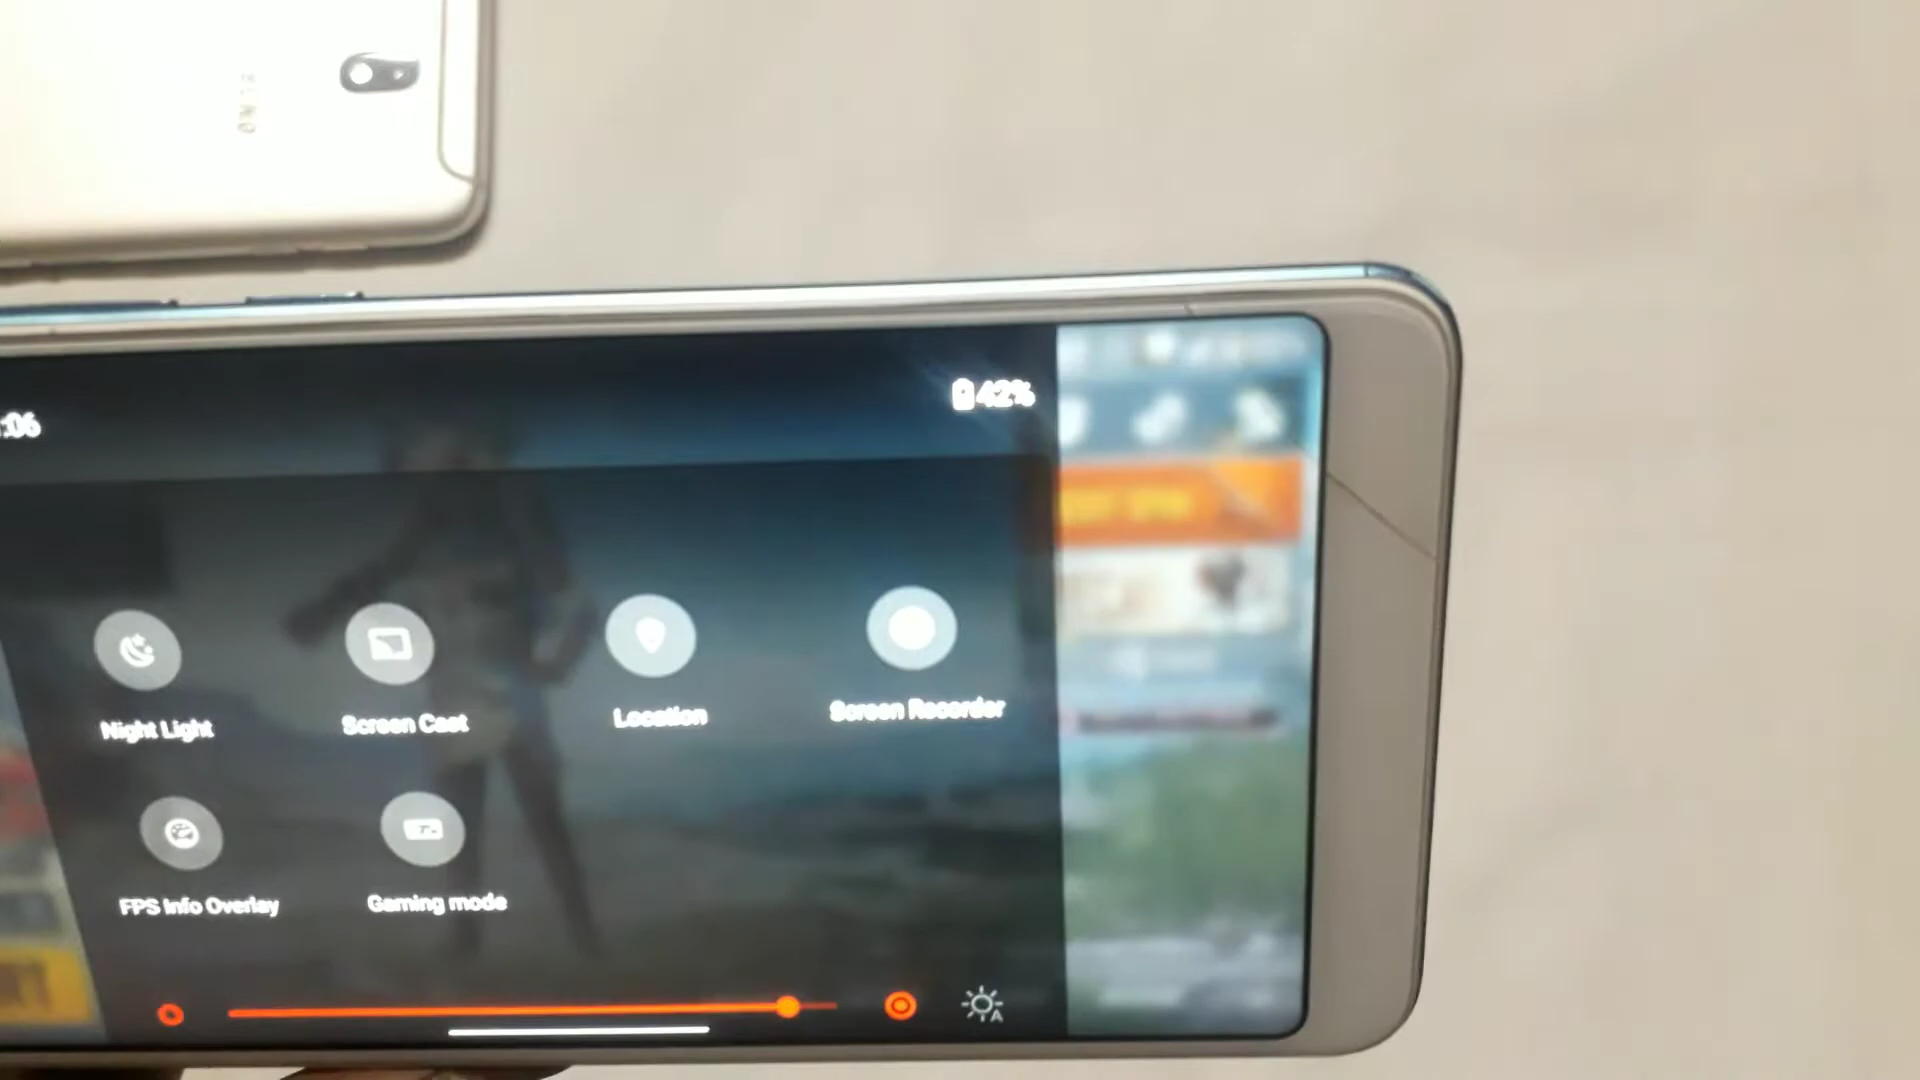 :06
42%
Night Light
Screen Cast
Location
Screen Recorder
FPS Info Overlay
Gaming mode